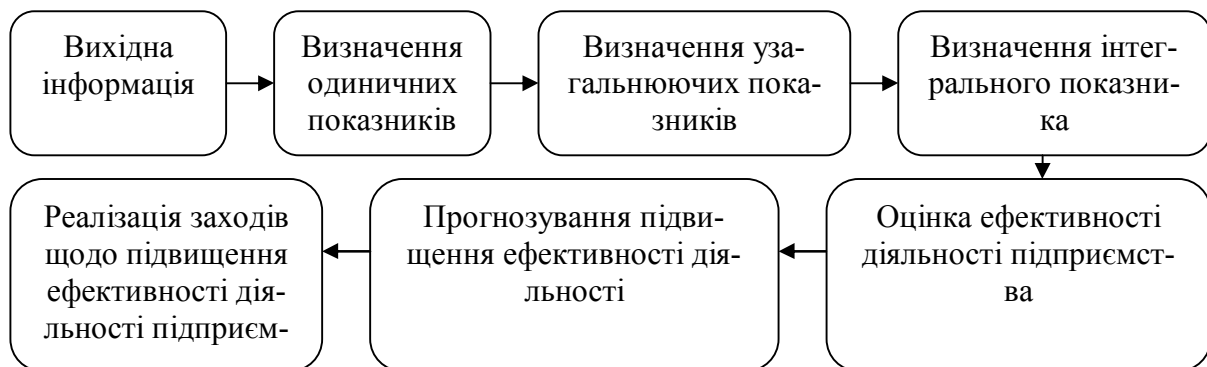 Вихідна
інформація
Визначення
одиничних
показників
Визначення уза-
гальнюючих пока-
зників
Визначення інтег-
рального показни-
ка
Оцінка ефективності
діяльності підприємст-
ва
Прогнозування підви-
щення ефективності дія-
льності
Реалізація заходів
щодо підвищення
ефективності дія-
льності підприєм-